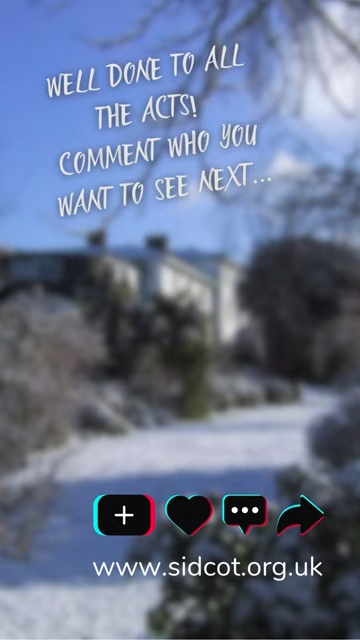 WELL DONE TO ALL
THE ACTS!
COMMENT WHO YOU
WANT TO SEE NEXT...
www.sidcot.org.uk